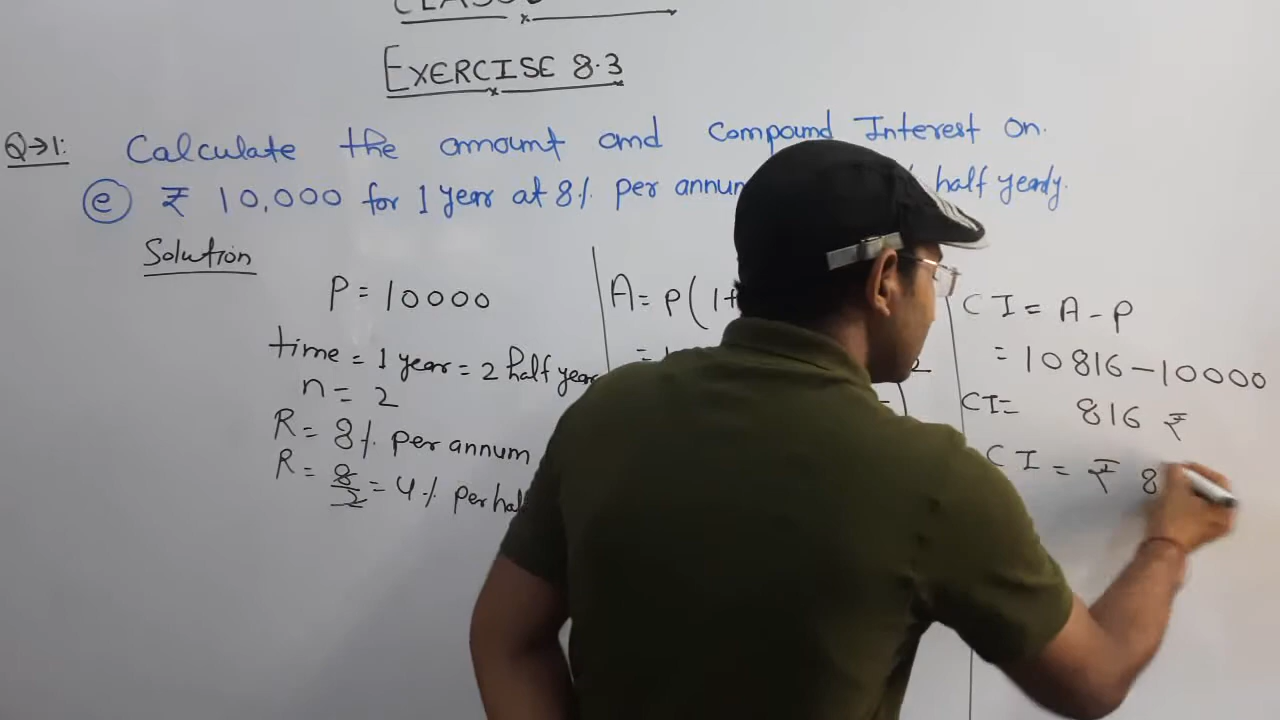 EXERCISE 8.3
Q→1: Calculate the amount and Compound Interest on.
(e) ₹ 10,000 for 1 year at 8% per annum half yearly.
Solution
P = 10000
time = 1 year = 2 half year
n = 2
R = 8% per annum
R = 8/2 = 4% per
A = P(1+
=
2
CI = A - P
= 10816 - 10000
CI = 816 ₹
CI = ₹ 8